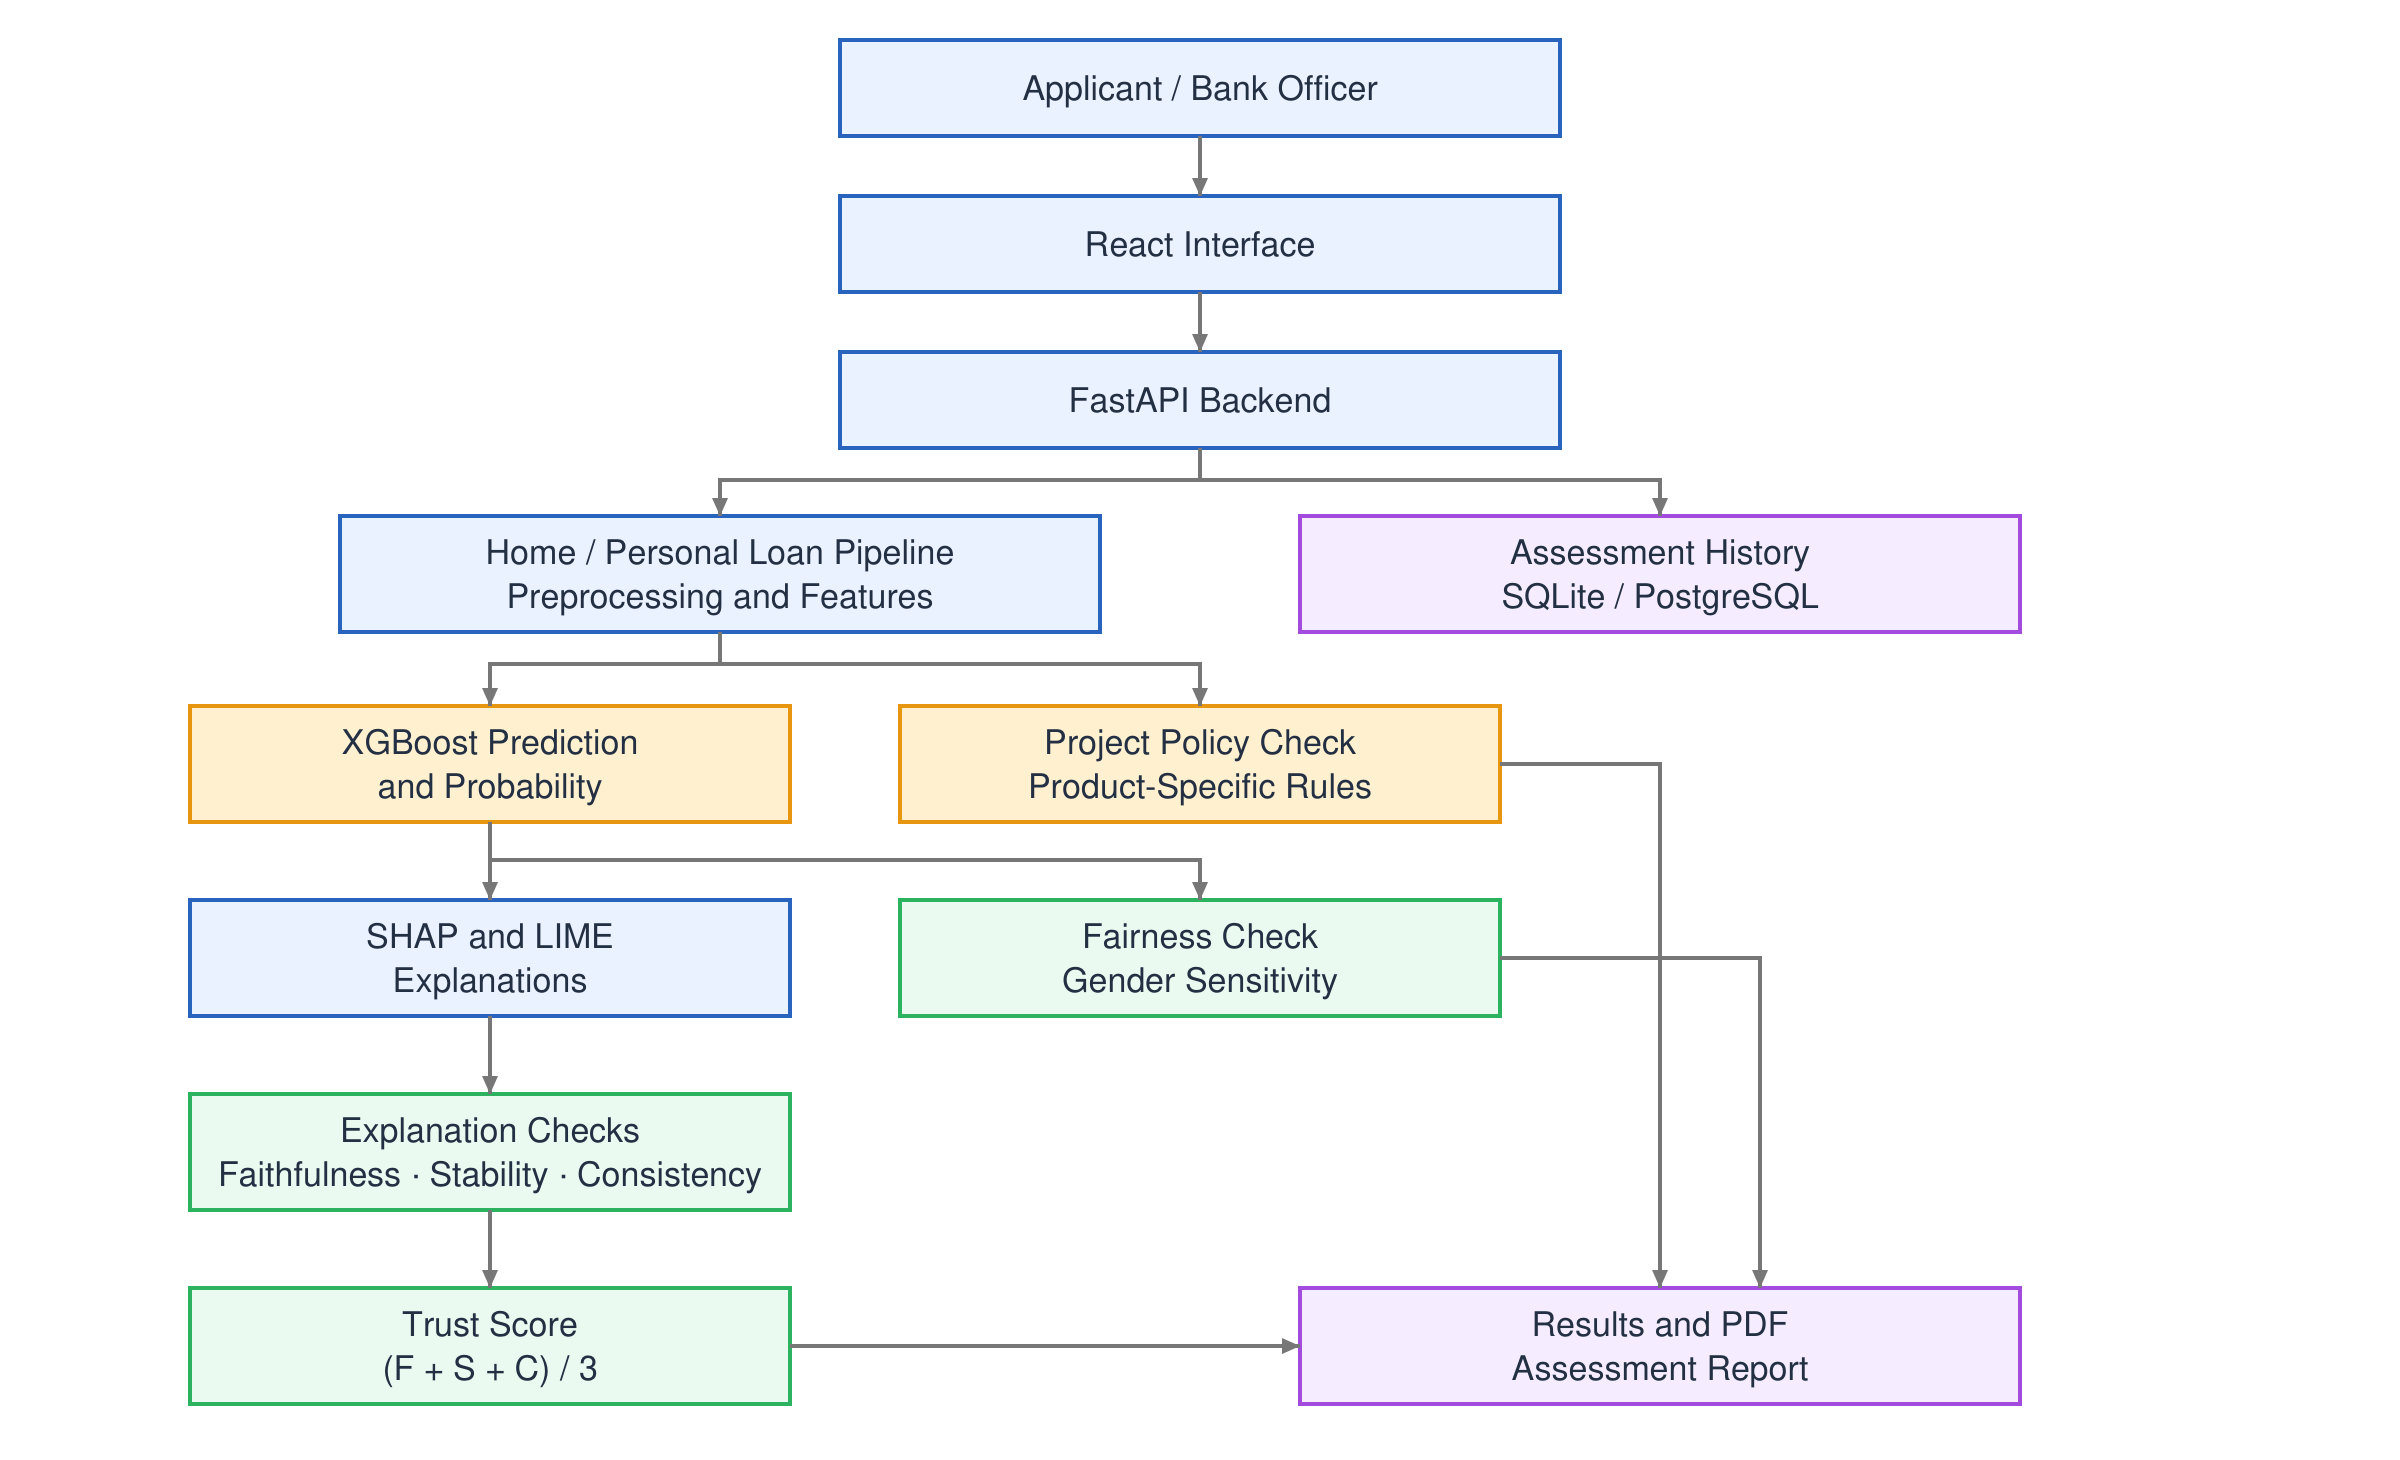 Applicant / Bank Officer
React Interface
FastAPI Backend
Home / Personal Loan Pipeline
Preprocessing and Features
Assessment History
SQLite / PostgreSQL
XGBoost Prediction
and Probability
Project Policy Check
Product-Specific Rules
SHAP and LIME
Explanations
Fairness Check
Gender Sensitivity
Explanation Checks
Faithfulness · Stability · Consistency
Trust Score
(F + S + C) / 3
Results and PDF
Assessment Report